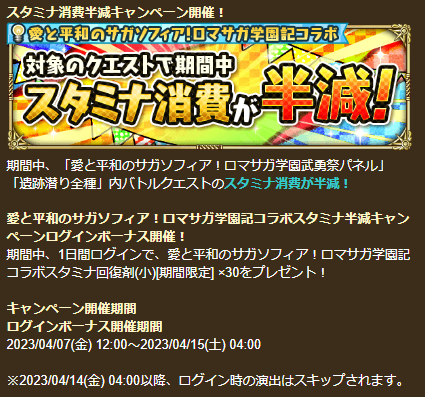 スタミナ消費半減キャンペーン開催！
愛と平和のサガソフィア!ロマサガ学園記コラボ
対象のクエストで期間中
スタミナ消費が半減!
期間中、「愛と平和のサガソフィア！ロマサガ学園武勇祭パネル」
「遺跡潜り全種」内バトルクエストのスタミナ消費が半減！
愛と平和のサガソフィア！ロマサガ学園記コラボスタミナ半減キャン
ペーンログインボーナス開催！
期間中、1日間ログインで、愛と平和のサガソフィア！ロマサガ学園記
コラボスタミナ回復剤(小)[期間限定] ×30をプレゼント！
キャンペーン開催期間
ログインボーナス開催期間
2023/04/07(金) 12:00～2023/04/15(土) 04:00
※2023/04/14(金) 04:00以降、ログイン時の演出はスキップされます。